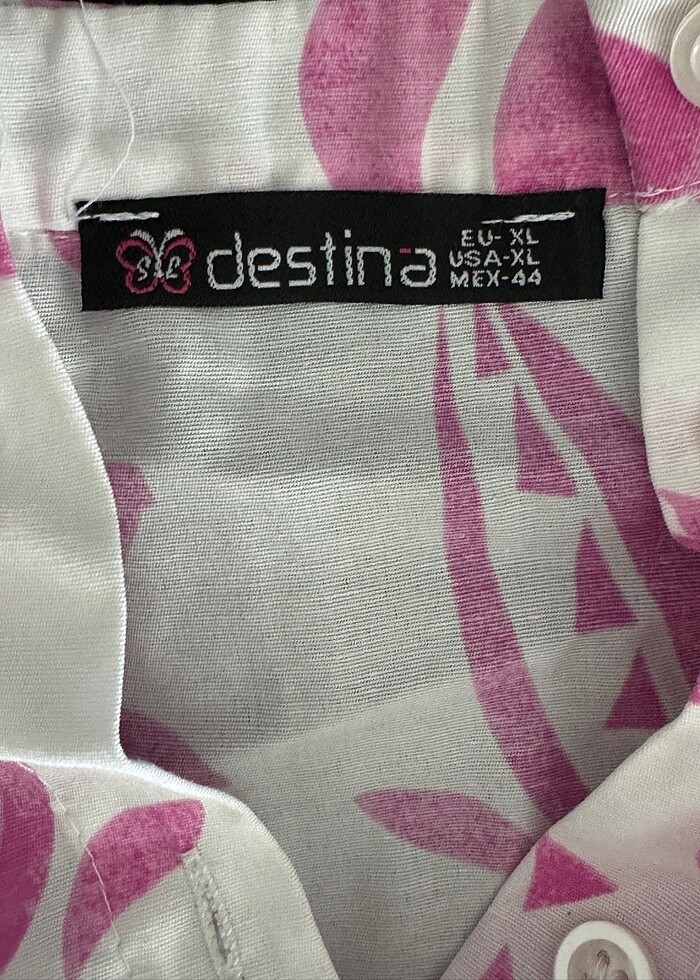 SL destina
EU- XL
USA-XL
MEX-44